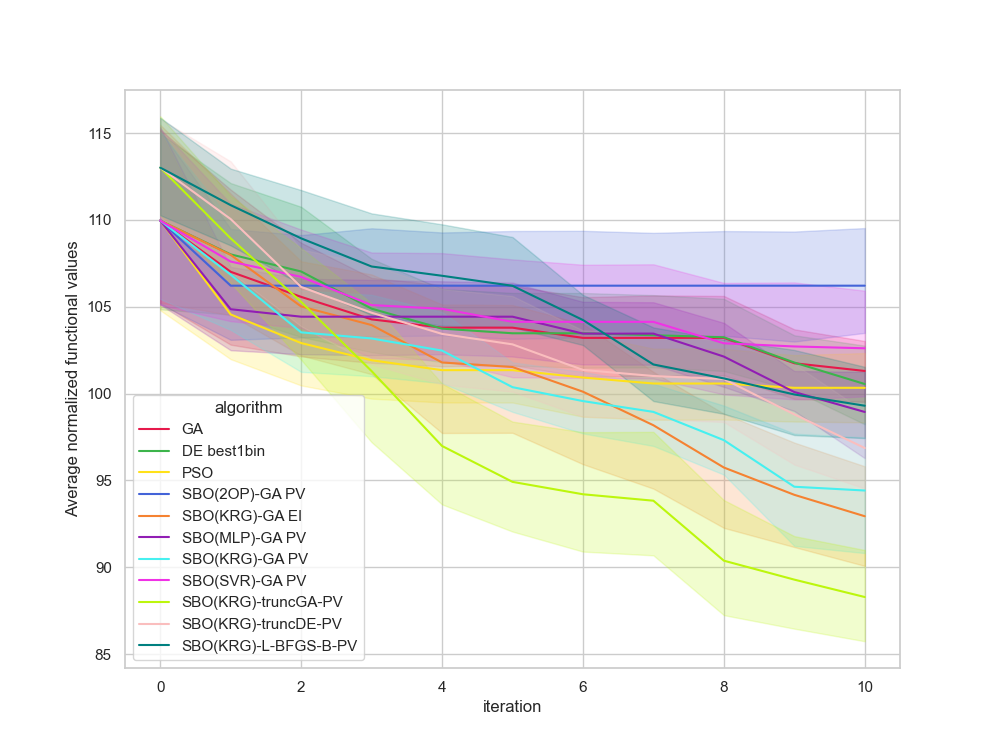 115
110
105
100
95
90
85
Average normalized functional values
algorithm
GA
DE best1bin
PSO
SBO(2OP)-GA PV
SBO(KRG)-GA EI
SBO(MLP)-GA PV
SBO(KRG)-GA PV
SBO(SVR)-GA PV
SBO(KRG)-truncGA-PV
SBO(KRG)-truncDE-PV
SBO(KRG)-L-BFGS-B-PV
0 2 4 6 8 10
iteration